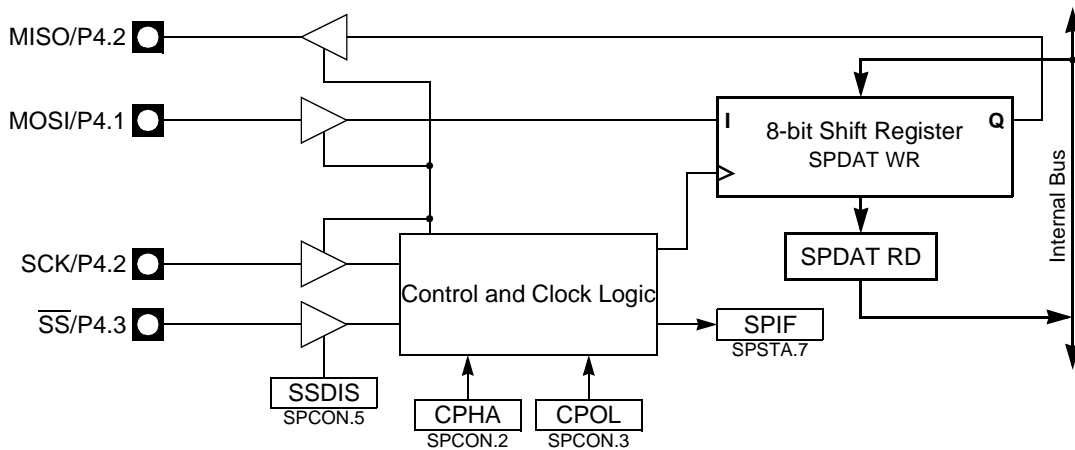 MISO/P4.2
MOSI/P4.1
I
8-bit Shift Register
Q
SPDAT WR
Internal Bus
SCK/P4.2
SPDAT RD
Control and Clock Logic
S̅S̅/P4.3
SPIF
SPSTA.7
SSDIS
SPCON.5
CPHA
SPCON.2
CPOL
SPCON.3